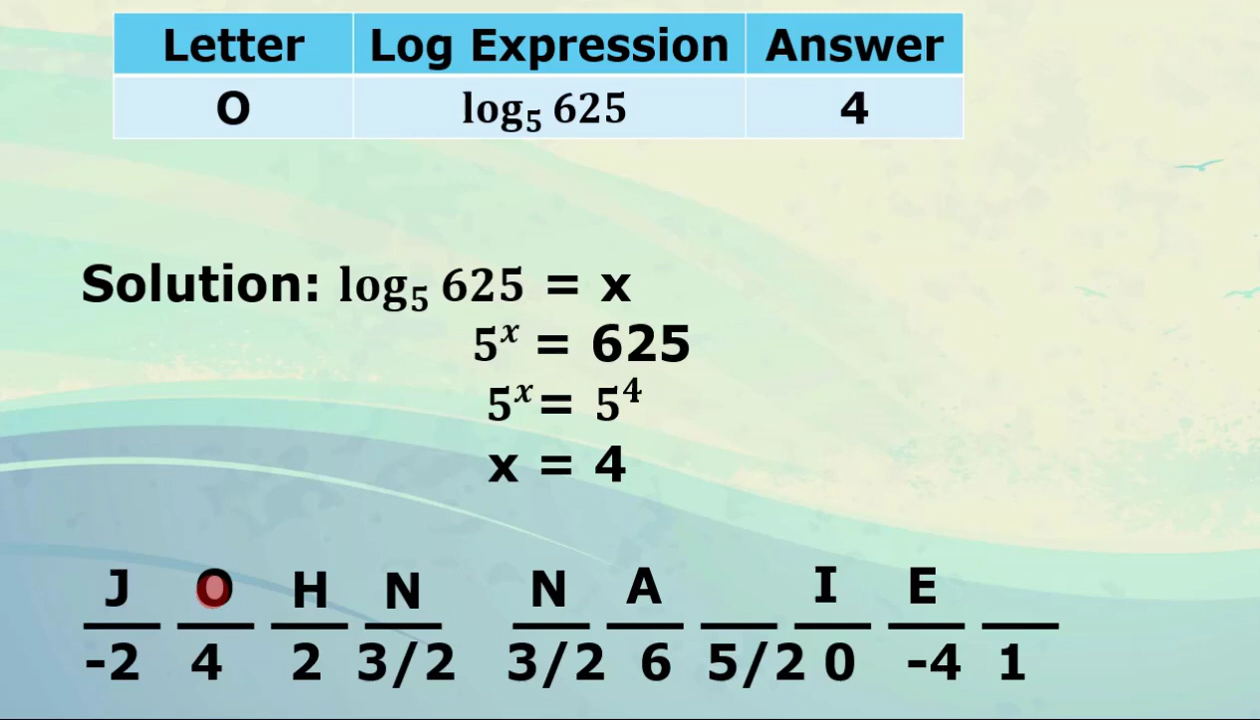 Letter Log Expression Answer
O log₅ 625 4
Solution: log₅ 625 = x
5ˣ = 625
5ˣ= 5⁴
x = 4
J O H N N A I E
-2 4 2 3/2 3/2 6 5/2 0 -4 1